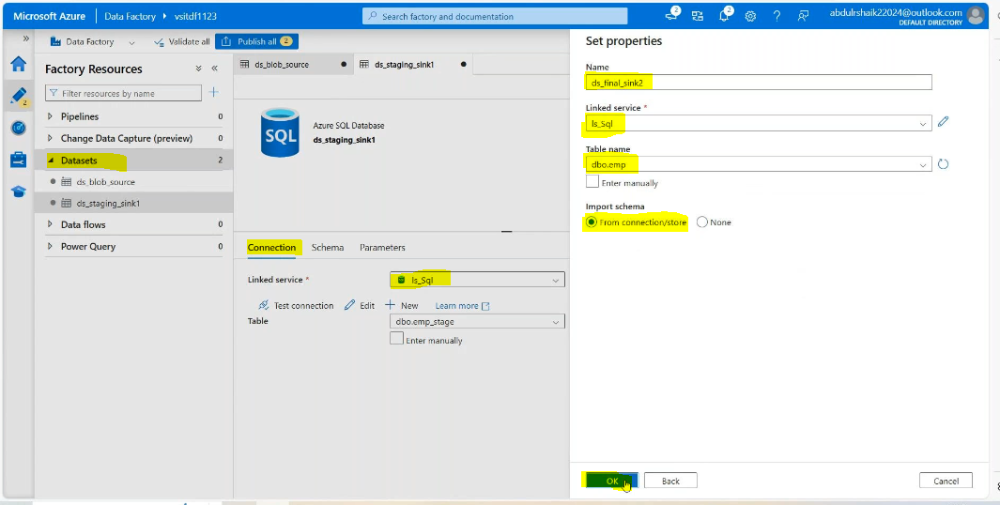 Microsoft Azure
Data Factory
vsitdf1123
Search factory and documentation
2
2
abdulrshaik22024@outlook.com
DEFAULT DIRECTORY
Data Factory
Validate all
Publish all 2
2
Factory Resources
Filter resources by name
Pipelines 0
Change Data Capture (preview) 0
Datasets 2
ds_blob_source
ds_staging_sink1
Data flows 0
Power Query 0
ds_blob_source
ds_staging_sink1
SQL
Azure SQL Database
ds_staging_sink1
Connection Schema Parameters
Linked service *
ls_Sql
Test connection Edit New Learn more
Table
dbo.emp_stage
Enter manually
Set properties
Name
ds_final_sink2
Linked service *
ls_Sql
Table name
dbo.emp
Enter manually
Import schema
From connection/store None
OK Back Cancel